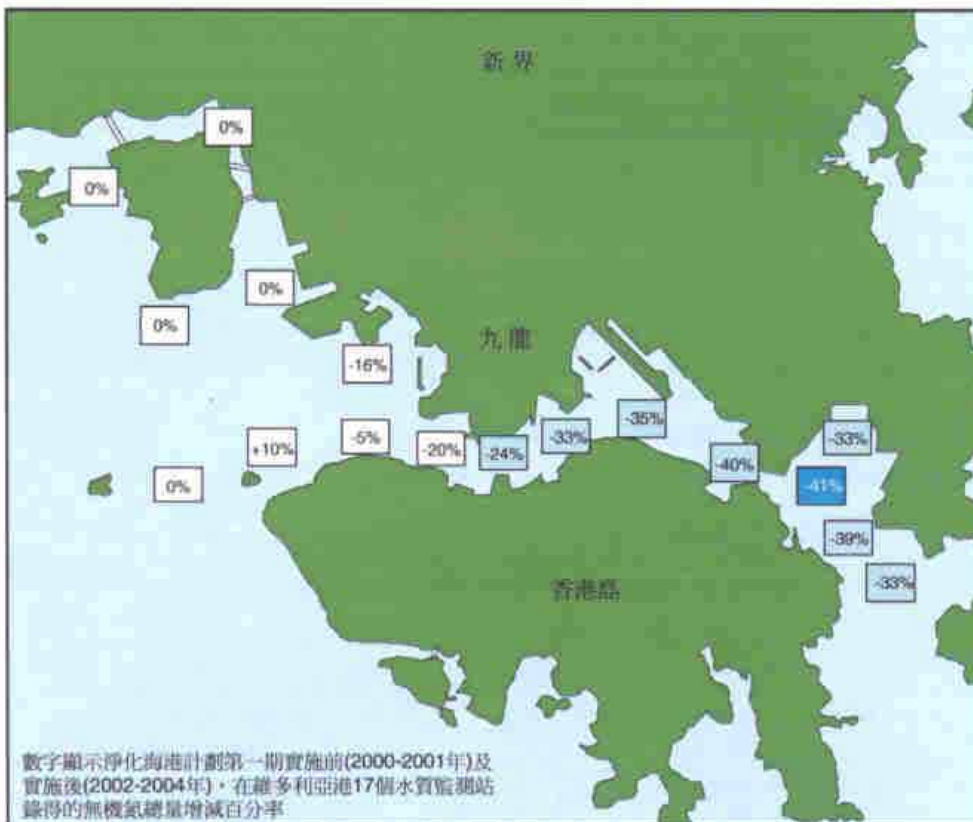 新界
0%
0%
0%
0%
九龍
-16%
-35%
-33%
-5%
+10%
-20%
-24%
-33%
-40%
0%
-41%
-39%
-33%
香港島
數字顯示淨化海港計劃第一期實施前(2000-2001年)及
實施後(2002-2004年)，在維多利亞港17個水質監測站
錄得的無機氮總量增減百分率